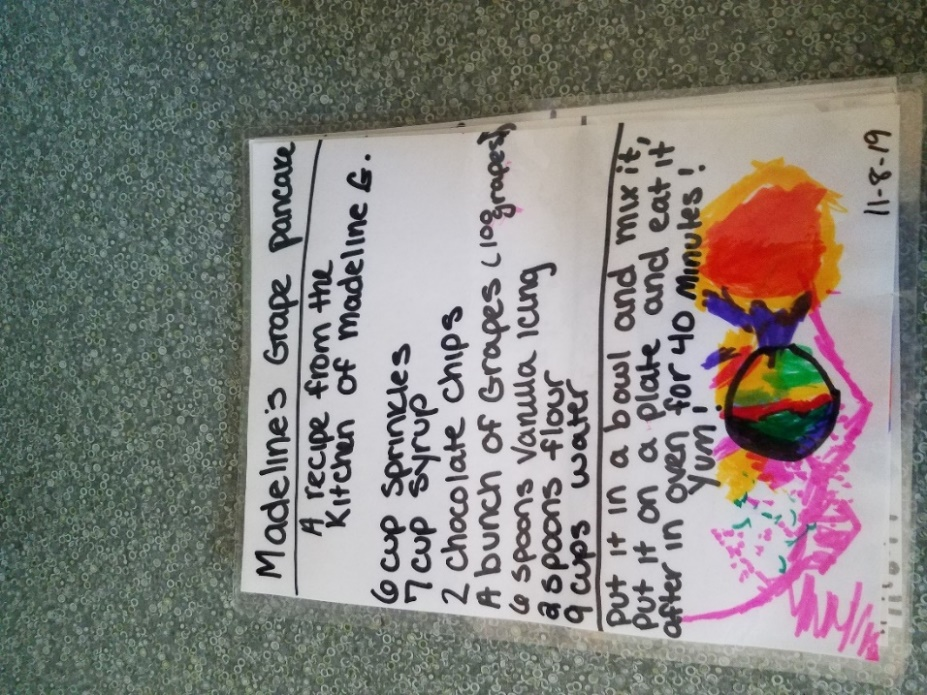 Madeline's Grape pancake
A recipe from the
Kitchen of madeline G.
6 cup Sprinkles
7 cup Syrup
2 chocolate chips
A bunch of Grapes (100 grapes)
6 spoons Vanilla icing
2 spoons flour
9 cups water
put it in a bowl and mix it,
put it on a plate and eat it
after in oven for 40 minutes!
Yum!
11-8-19